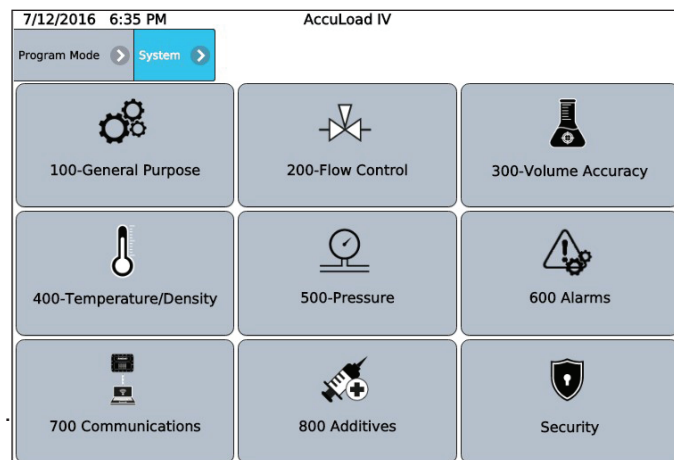 7/12/2016 6:35 PM AccuLoad IV
Program Mode System
100-General Purpose 200-Flow Control 300-Volume Accuracy
400-Temperature/Density 500-Pressure 600 Alarms
700 Communications 800 Additives Security